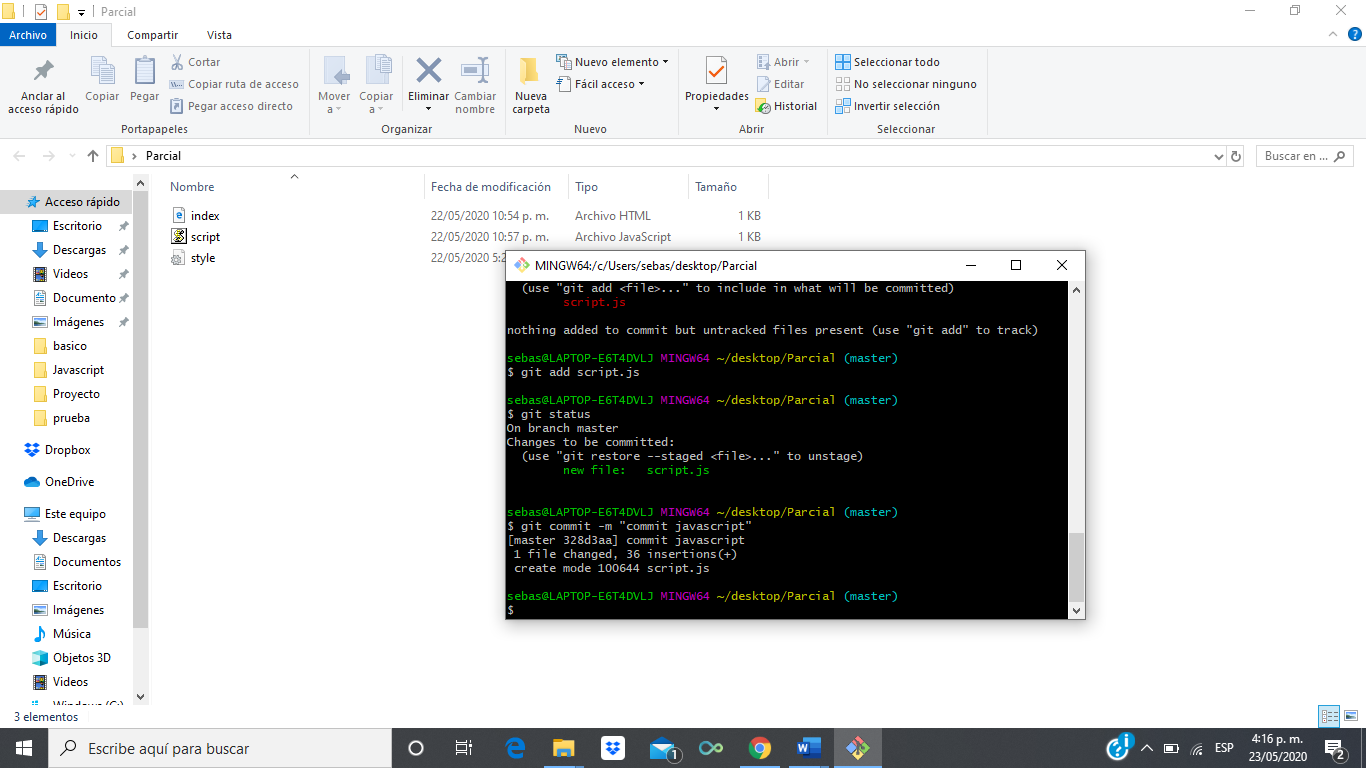 Parcial
Archivo Inicio Compartir Vista
Anclar al acceso rápido
Copiar
Pegar
Cortar
Copiar ruta de acceso
Pegar acceso directo
Portapapeles
Mover a
Copiar a
Eliminar
Cambiar nombre
Organizar
Nueva carpeta
Nuevo elemento
Fácil acceso
Nuevo
Propiedades
Abrir
Editar
Historial
Abrir
Seleccionar todo
No seleccionar ninguno
Invertir selección
Seleccionar
Parcial
Buscar en ...
Acceso rápido
Escritorio
Descargas
Videos
Documento
Imágenes
basico
Javascript
Proyecto
prueba
Dropbox
OneDrive
Este equipo
Descargas
Documentos
Escritorio
Imágenes
Música
Objetos 3D
Videos
Windows (C:)
Nombre Fecha de modificación Tipo Tamaño
index 22/05/2020 10:54 p. m. Archivo HTML 1 KB
script 22/05/2020 10:57 p. m. Archivo JavaScript 1 KB
style 22/05/2020 5:2
MINGW64:/c/Users/sebas/desktop/Parcial
(use "git add <file>..." to include in what will be committed)
script.js
nothing added to commit but untracked files present (use "git add" to track)
sebas@LAPTOP-E6T4DVLJ MINGW64 ~/desktop/Parcial (master)
$ git add script.js
sebas@LAPTOP-E6T4DVLJ MINGW64 ~/desktop/Parcial (master)
$ git status
On branch master
Changes to be committed:
(use "git restore --staged <file>..." to unstage)
new file: script.js
sebas@LAPTOP-E6T4DVLJ MINGW64 ~/desktop/Parcial (master)
$ git commit -m "commit javascript"
[master 328d3aa] commit javascript
1 file changed, 36 insertions(+)
create mode 100644 script.js
sebas@LAPTOP-E6T4DVLJ MINGW64 ~/desktop/Parcial (master)
$
3 elementos
Escribe aquí para buscar
1
ESP
4:16 p. m.
23/05/2020
2